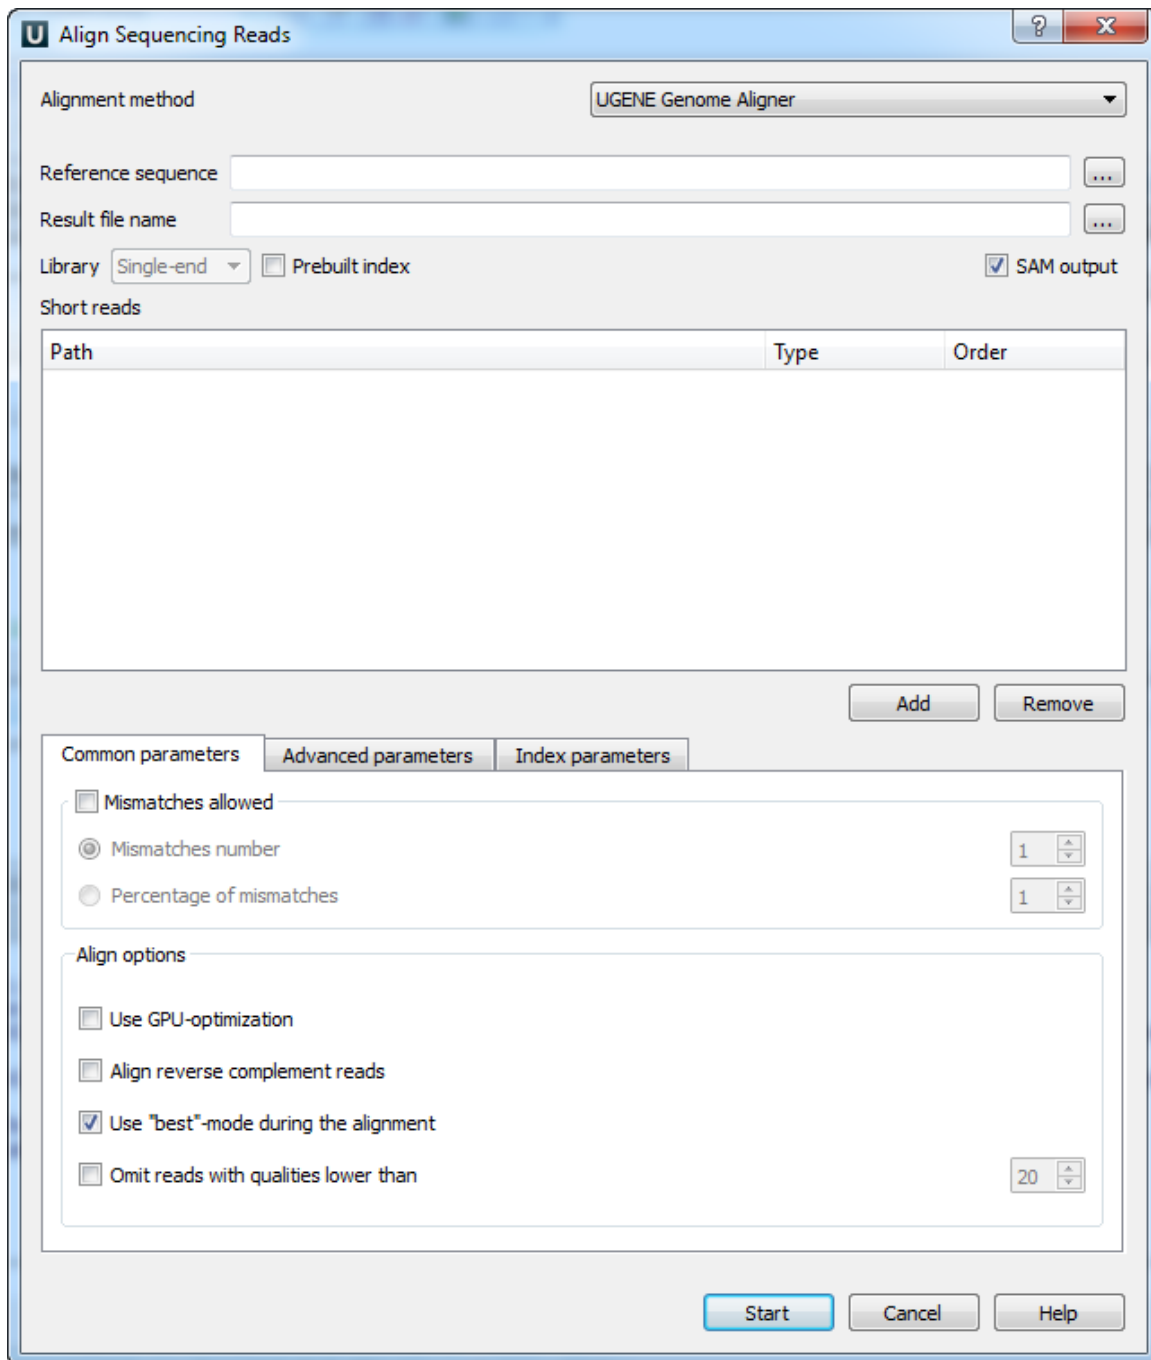 U Align Sequencing Reads ? X
Alignment method UGENE Genome Aligner
Reference sequence ...
Result file name ...
Library Single-end Prebuilt index SAM output
Short reads
Path Type Order
Add Remove
Common parameters Advanced parameters Index parameters
Mismatches allowed
Mismatches number 1
Percentage of mismatches 1
Align options
Use GPU-optimization
Align reverse complement reads
Use "best"-mode during the alignment
Omit reads with qualities lower than 20
Start Cancel Help